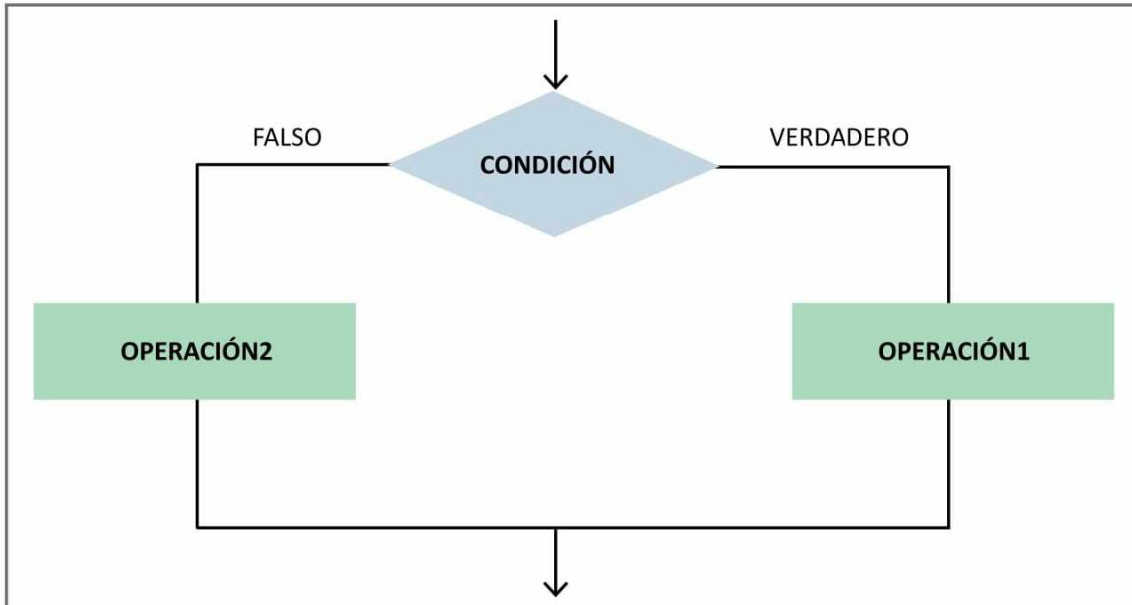 FALSO
VERDADERO
CONDICIÓN
OPERACIÓN2
OPERACIÓN1